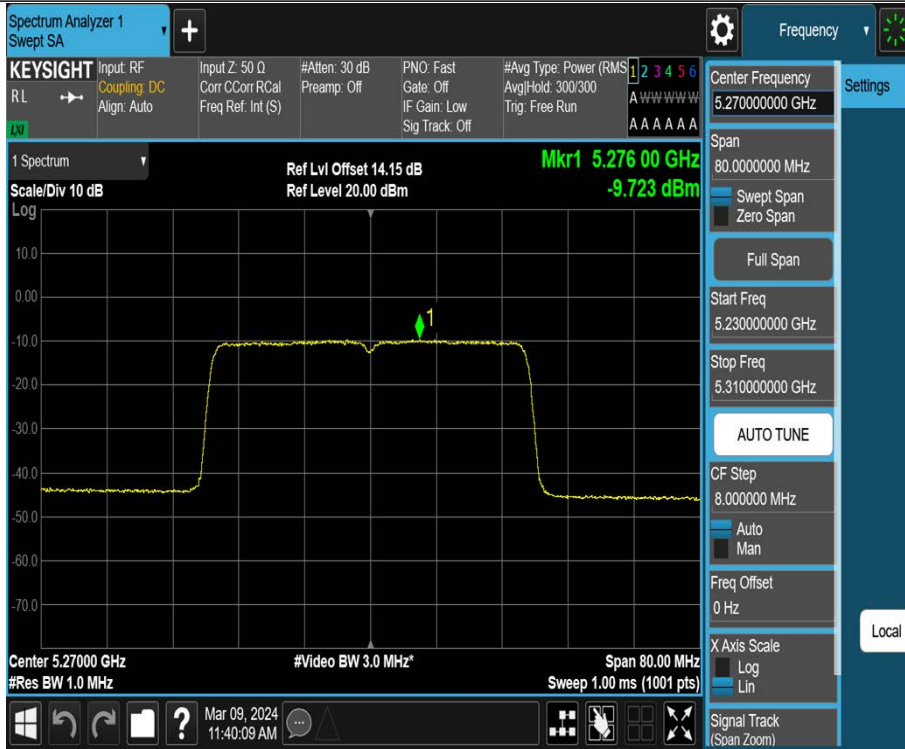 Spectrum Analyzer 1
Swept SA
+
Frequency
KEYSIGHT
RL
LXI
Input: RF
Coupling: DC
Align: Auto
Input Z: 50 Ω
Corr CCorr RCal
Freq Ref: Int (S)
#Atten: 30 dB
Preamp: Off
PNO: Fast
Gate: Off
IF Gain: Low
Sig Track: Off
#Avg Type: Power (RMS
Avg|Hold: 300/300
Trig: Free Run
1 2 3 4 5 6
A W W W W W
A A A A A A
1 Spectrum
Scale/Div 10 dB
Log
Ref Lvl Offset 14.15 dB
Ref Level 20.00 dBm
Mkr1 5.276 00 GHz
-9.723 dBm
10.0
0.00
-10.0
-20.0
-30.0
-40.0
-50.0
-60.0
-70.0
1
Center 5.27000 GHz
#Res BW 1.0 MHz
#Video BW 3.0 MHz*
Span 80.00 MHz
Sweep 1.00 ms (1001 pts)
?
Mar 09, 2024
11:40:09 AM
Center Frequency
5.270000000 GHz
Span
80.0000000 MHz
Swept Span
Zero Span
Full Span
Start Freq
5.230000000 GHz
Stop Freq
5.310000000 GHz
AUTO TUNE
CF Step
8.000000 MHz
Auto
Man
Freq Offset
0 Hz
X Axis Scale
Log
Lin
Signal Track
(Span Zoom)
Settings
Local